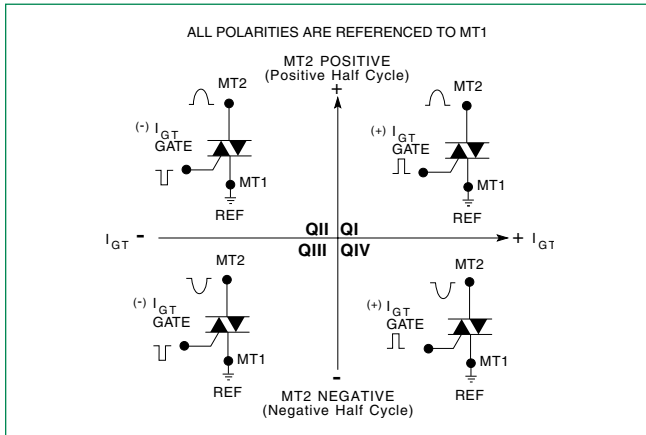 ALL POLARITIES ARE REFERENCED TO MT1
MT2 POSITIVE
(Positive Half Cycle)
+
MT2
(-) IGT
GATE
MT1
REF
MT2
(+) IGT
GATE
MT1
REF
IGT -
QII QI
QIII QIV
+ IGT
MT2
(-) IGT
GATE
MT1
REF
MT2
(+) IGT
GATE
MT1
REF
-
MT2 NEGATIVE
(Negative Half Cycle)